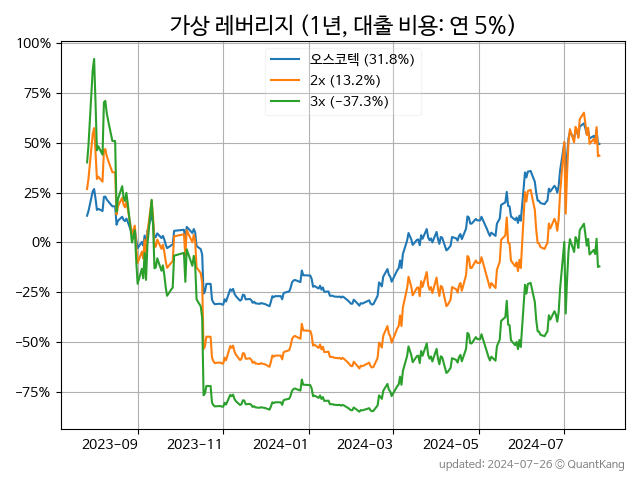 가상 레버리지 (1년, 대출 비용: 연 5%)
오스코텍 (31.8%)
2x (13.2%)
3x (−37.3%)
100%
75%
50%
25%
0%
−25%
−50%
−75%
2023-09 2023-11 2024-01 2024-03 2024-05 2024-07
updated: 2024-07-26 © QuantKang